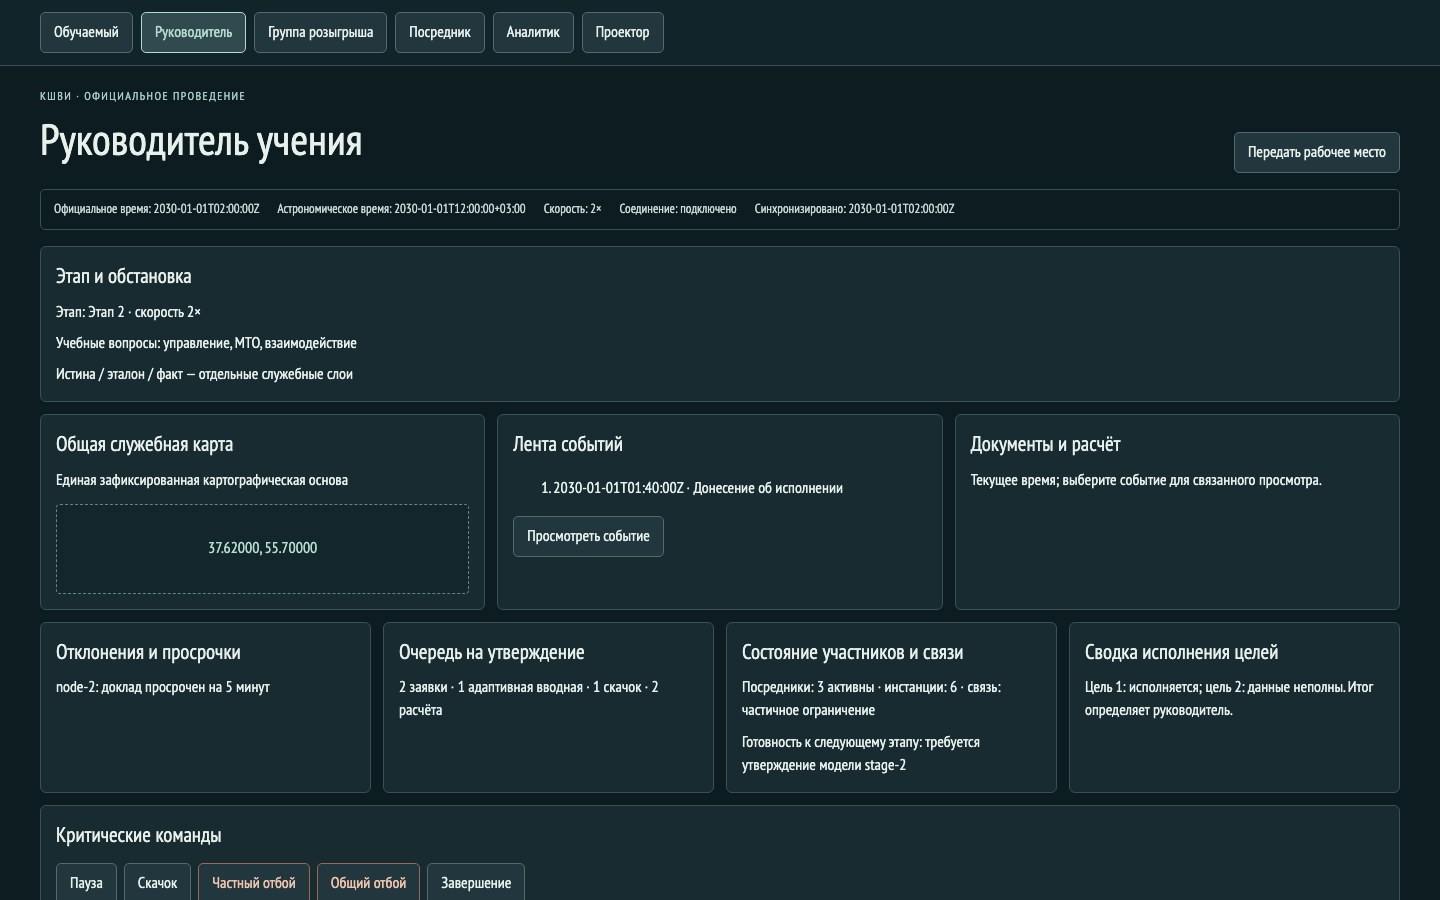 Обучаемый
Руководитель
Группа розыгрыша
Посредник
Аналитик
Проектор
КШВИ · ОФИЦИАЛЬНОЕ ПРОВЕДЕНИЕ
Руководитель учения
Передать рабочее место
Официальное время: 2030-01-01T02:00:00Z
Астрономическое время: 2030-01-01T12:00:00+03:00
Скорость: 2×
Соединение: подключено
Синхронизировано: 2030-01-01T02:00:00Z
Этап и обстановка
Этап: Этап 2 · скорость 2×
Учебные вопросы: управление, МТО, взаимодействие
Истина / эталон / факт — отдельные служебные слои
Общая служебная карта
Единая зафиксированная картографическая основа
37.62000, 55.70000
Лента событий
1. 2030-01-01T01:40:00Z · Донесение об исполнении
Просмотреть событие
Документы и расчёт
Текущее время; выберите событие для связанного просмотра.
Отклонения и просрочки
node-2: доклад просрочен на 5 минут
Очередь на утверждение
2 заявки · 1 адаптивная вводная · 1 скачок · 2
расчёта
Состояние участников и связи
Посредники: 3 активны · инстанции: 6 · связь:
частичное ограничение
Готовность к следующему этапу: требуется
утверждение модели stage-2
Сводка исполнения целей
Цель 1: исполняется; цель 2: данные неполны. Итог
определяет руководитель.
Критические команды
Пауза
Скачок
Частный отбой
Общий отбой
Завершение